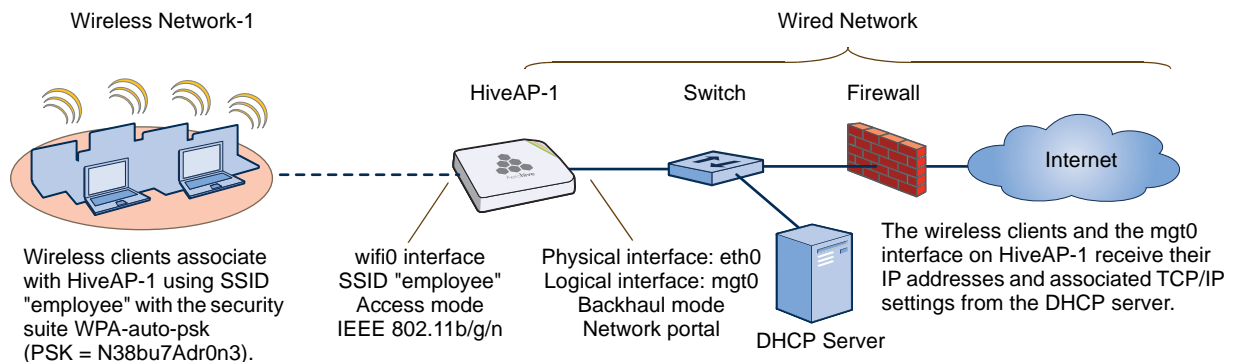 Wireless Network-1
Wired Network
HiveAP-1
Switch
Firewall
Internet
Wireless clients associate
with HiveAP-1 using SSID
"employee" with the security
suite WPA-auto-psk
(PSK = N38bu7Adr0n3).
wifi0 interface
SSID "employee"
Access mode
IEEE 802.11b/g/n
Physical interface: eth0
Logical interface: mgt0
Backhaul mode
Network portal
DHCP Server
The wireless clients and the mgt0
interface on HiveAP-1 receive their
IP addresses and associated TCP/IP
settings from the DHCP server.